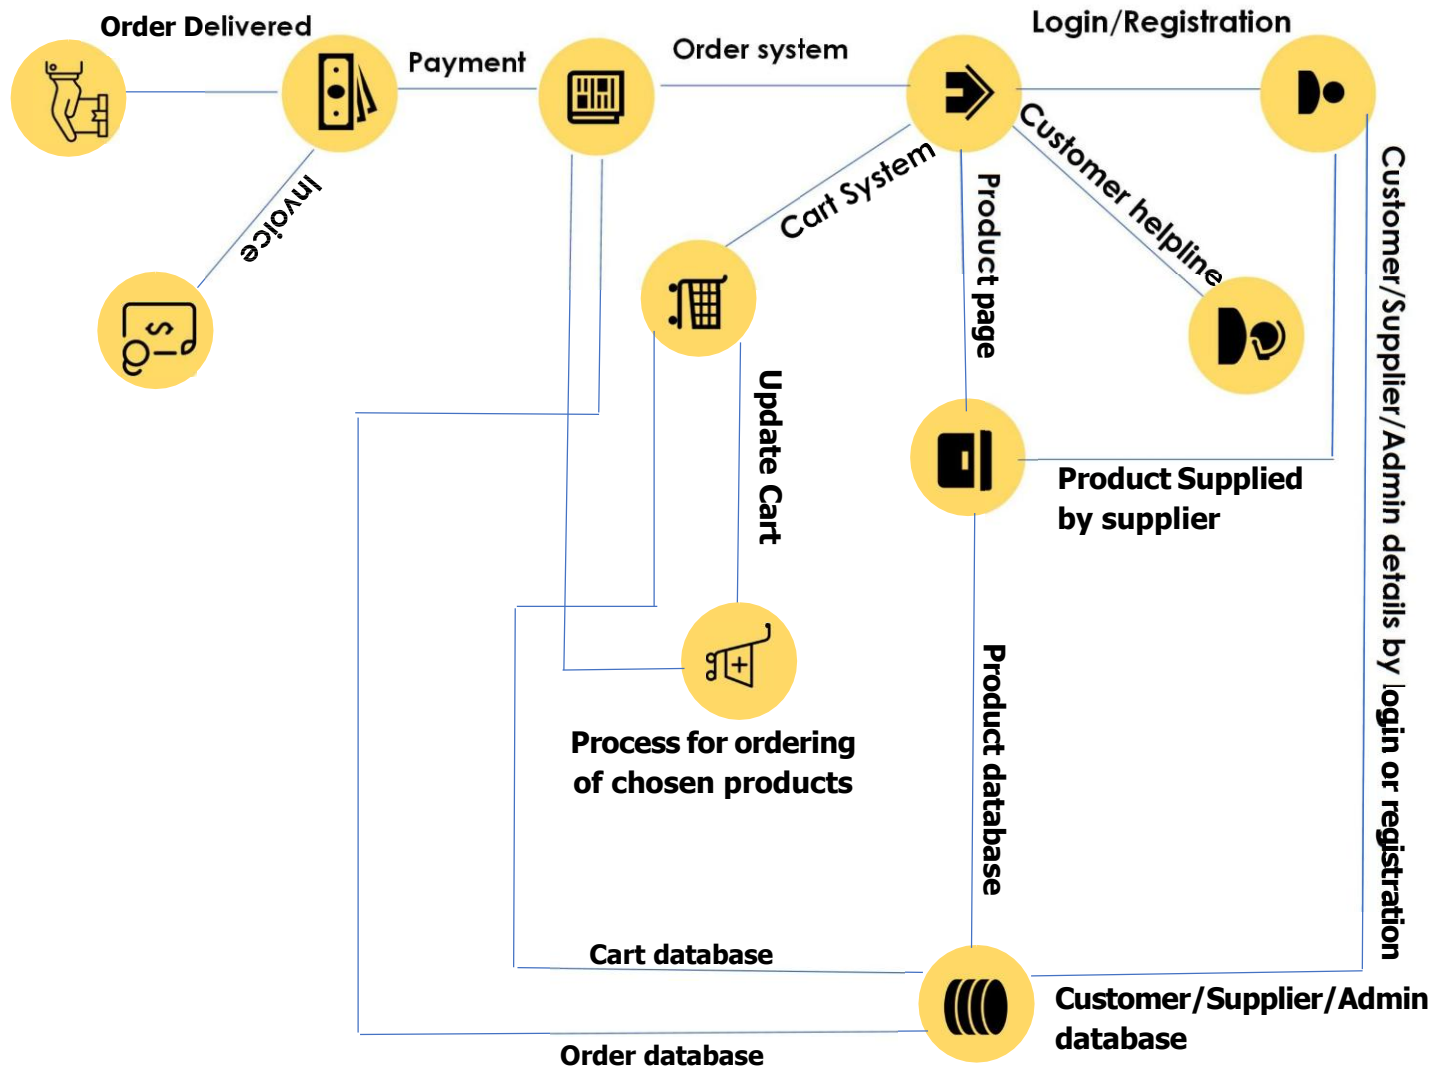 Order Delivered
Payment
Order system
Login/Registration
Invoice
Cart System
Product page
Customer helpline
Customer/Supplier/Admin details by login or registration
Update Cart
Product Supplied
by supplier
Process for ordering
of chosen products
Product database
Cart database
Customer/Supplier/Admin
database
Order database